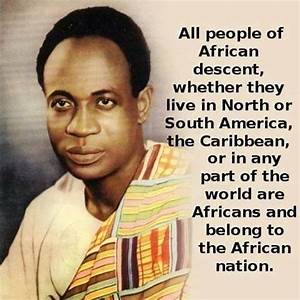 All people of
African
descent,
whether they
live in North or
South America,
the Caribbean,
or in any
part of the
world are
Africans and
belong to
the African
nation.